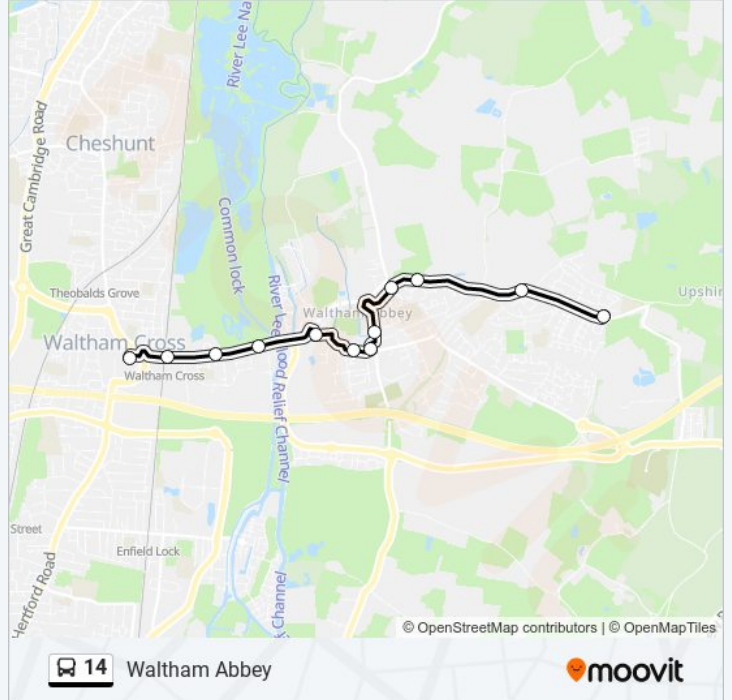 River Lee Na
Cheshunt
Great Cambridge Road
Common lock
Theobalds Grove
River Lee Flood Relief Channel
Waltham Abbey
Upshir
Waltham Cross
Waltham Cross
Street
Enfield Lock
Hertford Road
Channel
© OpenStreetMap contributors | © OpenMapTiles
14 Waltham Abbey
moovit